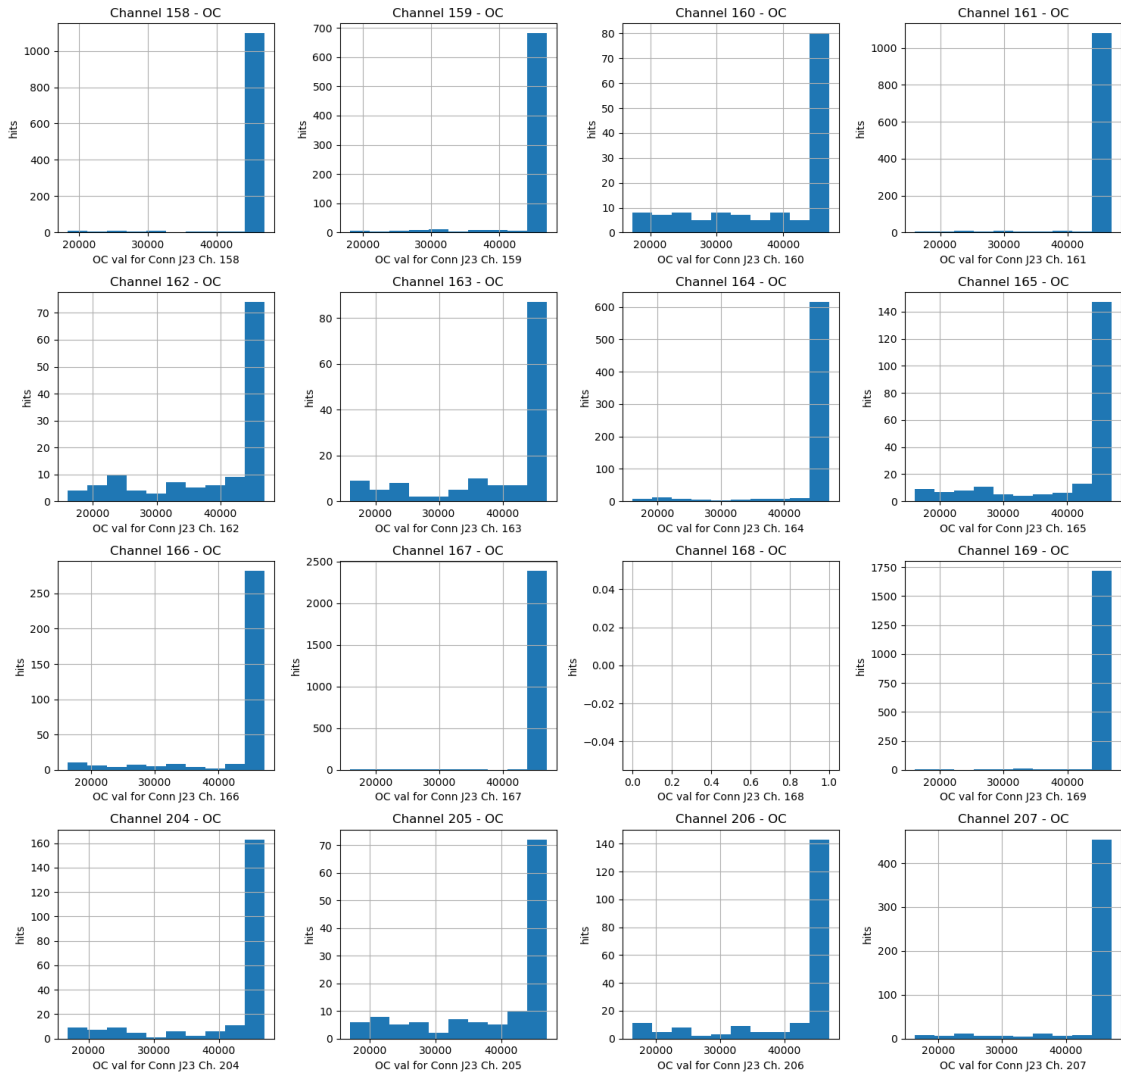 Channel 158 - OC
hits
1000
800
600
400
200
0
20000 30000 40000
OC val for Conn J23 Ch. 158
Channel 159 - OC
hits
700
600
500
400
300
200
100
0
20000 30000 40000
OC val for Conn J23 Ch. 159
Channel 160 - OC
hits
80
70
60
50
40
30
20
10
0
20000 30000 40000
OC val for Conn J23 Ch. 160
Channel 161 - OC
hits
1000
800
600
400
200
0
20000 30000 40000
OC val for Conn J23 Ch. 161
Channel 162 - OC
hits
70
60
50
40
30
20
10
0
20000 30000 40000
OC val for Conn J23 Ch. 162
Channel 163 - OC
hits
80
60
40
20
0
20000 30000 40000
OC val for Conn J23 Ch. 163
Channel 164 - OC
hits
600
500
400
300
200
100
0
20000 30000 40000
OC val for Conn J23 Ch. 164
Channel 165 - OC
hits
140
120
100
80
60
40
20
0
20000 30000 40000
OC val for Conn J23 Ch. 165
Channel 166 - OC
hits
250
200
150
100
50
0
20000 30000 40000
OC val for Conn J23 Ch. 166
Channel 167 - OC
hits
2500
2000
1500
1000
500
0
20000 30000 40000
OC val for Conn J23 Ch. 167
Channel 168 - OC
hits
0.04
0.02
0.00
−0.02
−0.04
0.0 0.2 0.4 0.6 0.8 1.0
OC val for Conn J23 Ch. 168
Channel 169 - OC
hits
1750
1500
1250
1000
750
500
250
0
20000 30000 40000
OC val for Conn J23 Ch. 169
Channel 204 - OC
hits
160
140
120
100
80
60
40
20
0
20000 30000 40000
OC val for Conn J23 Ch. 204
Channel 205 - OC
hits
70
60
50
40
30
20
10
0
20000 30000 40000
OC val for Conn J23 Ch. 205
Channel 206 - OC
hits
140
120
100
80
60
40
20
0
20000 30000 40000
OC val for Conn J23 Ch. 206
Channel 207 - OC
hits
400
300
200
100
0
20000 30000 40000
OC val for Conn J23 Ch. 207